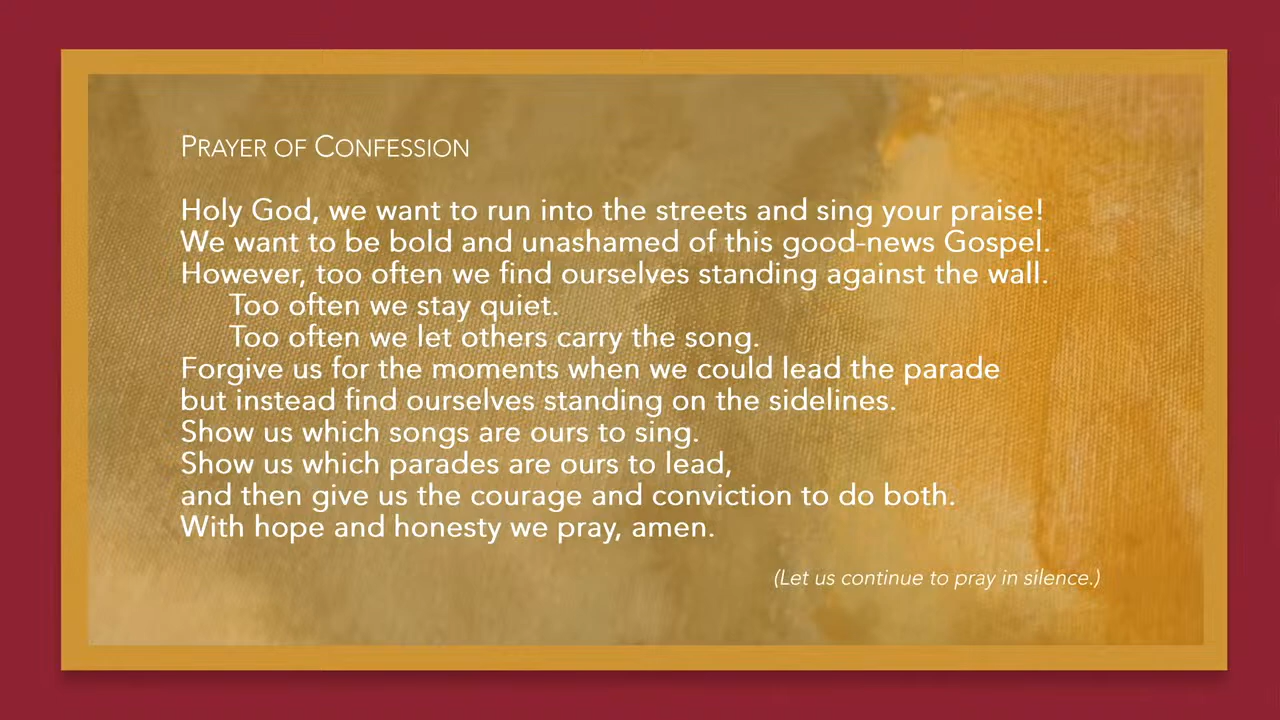 PRAYER OF CONFESSION
Holy God, we want to run into the streets and sing your praise!
We want to be bold and unashamed of this good-news Gospel.
However, too often we find ourselves standing against the wall.
Too often we stay quiet.
Too often we let others carry the song.
Forgive us for the moments when we could lead the parade
but instead find ourselves standing on the sidelines.
Show us which songs are ours to sing.
Show us which parades are ours to lead,
and then give us the courage and conviction to do both.
With hope and honesty we pray, amen.
(Let us continue to pray in silence.)